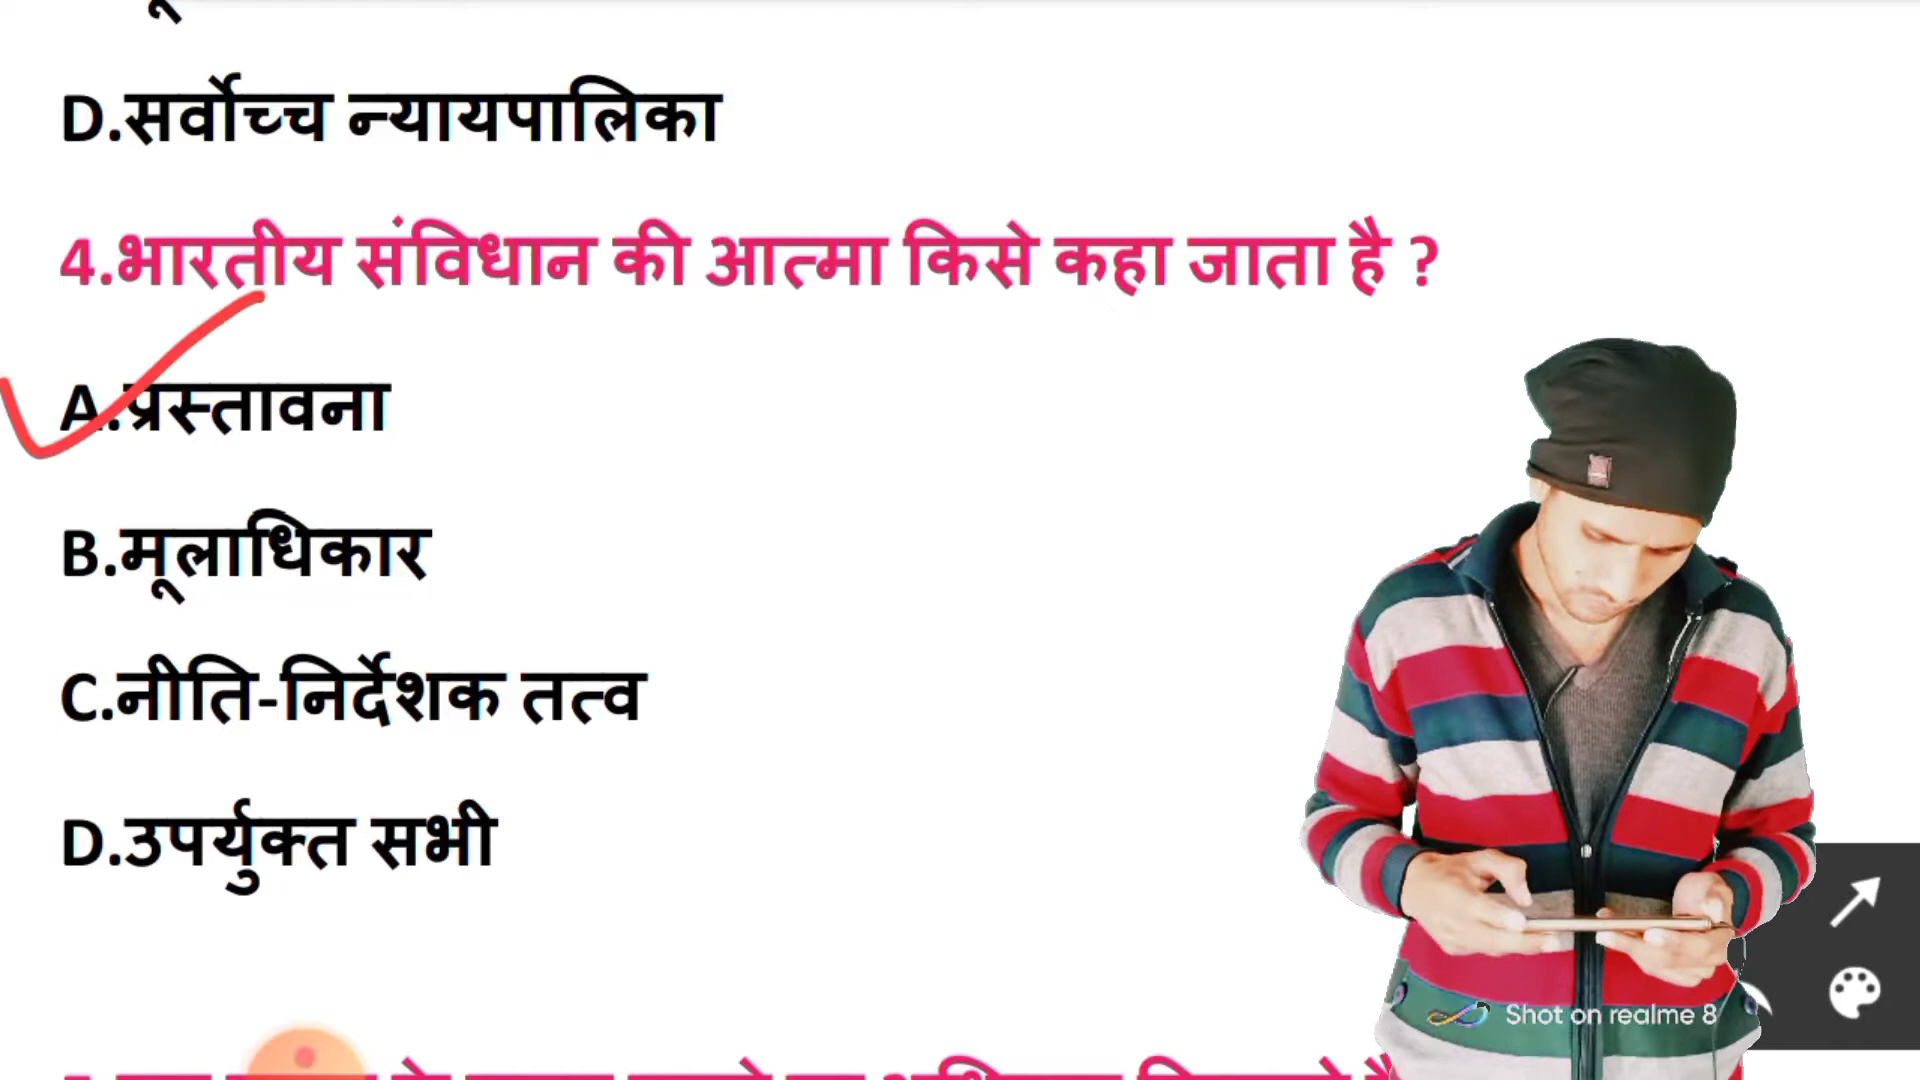 D.सर्वोच्च न्यायपालिका
4.भारतीय संविधान की आत्मा किसे कहा जाता है ?
A.प्रस्तावना
B.मूलाधिकार
C.नीति-निर्देशक तत्व
D.उपर्युक्त सभी
Shot on realme 8